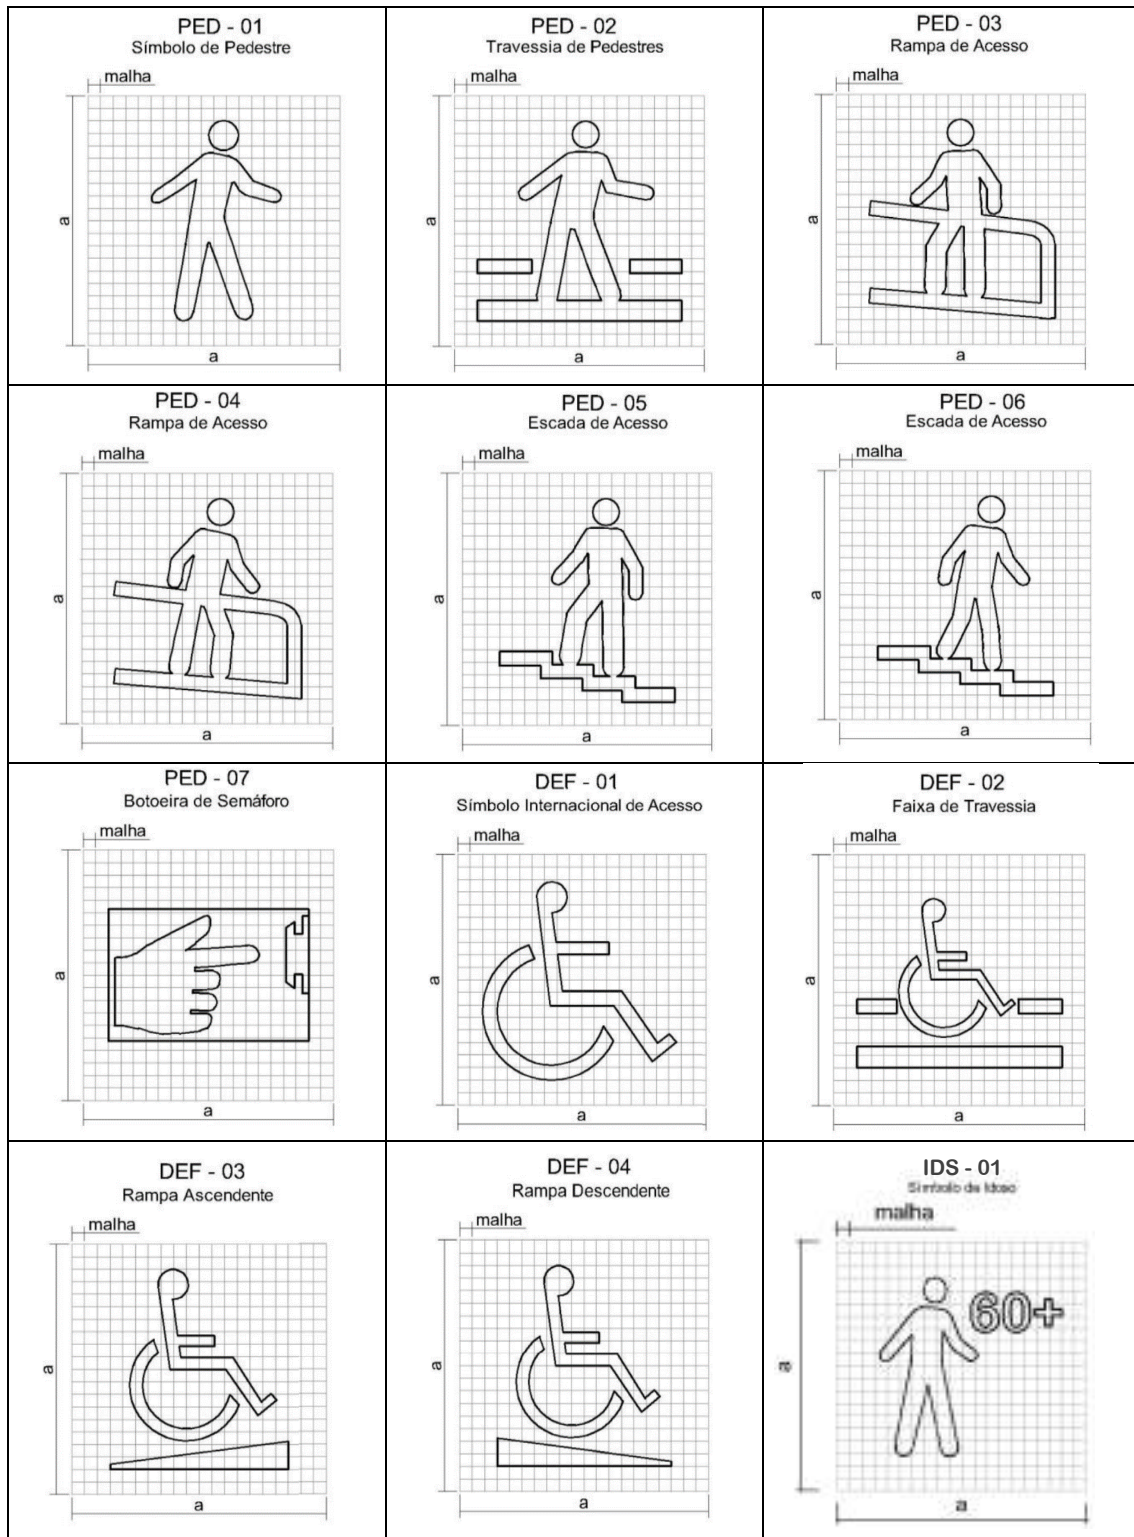 PED - 01
Símbolo de Pedestre
malha
a
a
PED - 02
Travessia de Pedestres
malha
a
a
PED - 03
Rampa de Acesso
malha
a
a
PED - 04
Rampa de Acesso
malha
a
a
PED - 05
Escada de Acesso
malha
a
a
PED - 06
Escada de Acesso
malha
a
a
PED - 07
Botoeira de Semáforo
malha
a
a
DEF - 01
Símbolo Internacional de Acesso
malha
a
a
DEF - 02
Faixa de Travessia
malha
a
a
DEF - 03
Rampa Ascendente
malha
a
a
DEF - 04
Rampa Descendente
malha
a
a
IDS - 01
Símbolo de Idoso
malha
60+
a
a